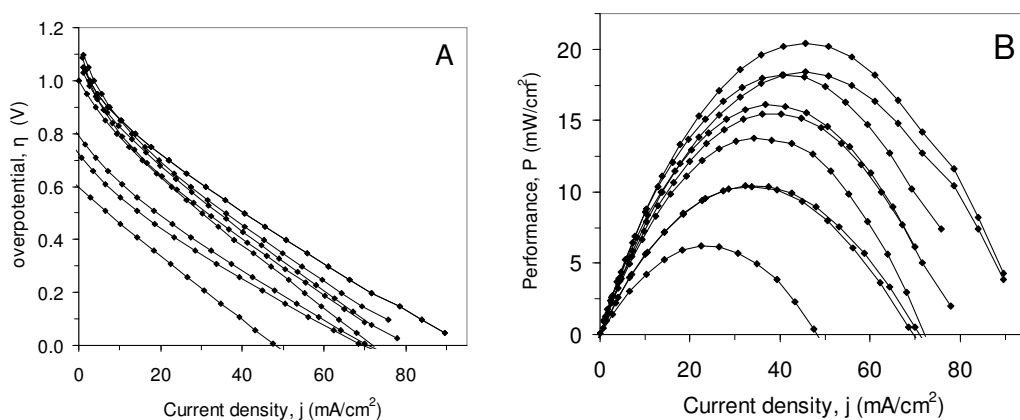 A
overpotential, η (V)
1.2
1.0
0.8
0.6
0.4
0.2
0.0
0 20 40 60 80
Current density, j (mA/cm²)
B
Performance, P (mW/cm²)
20
15
10
5
0
0 20 40 60 80
Current density, j (mA/cm²)